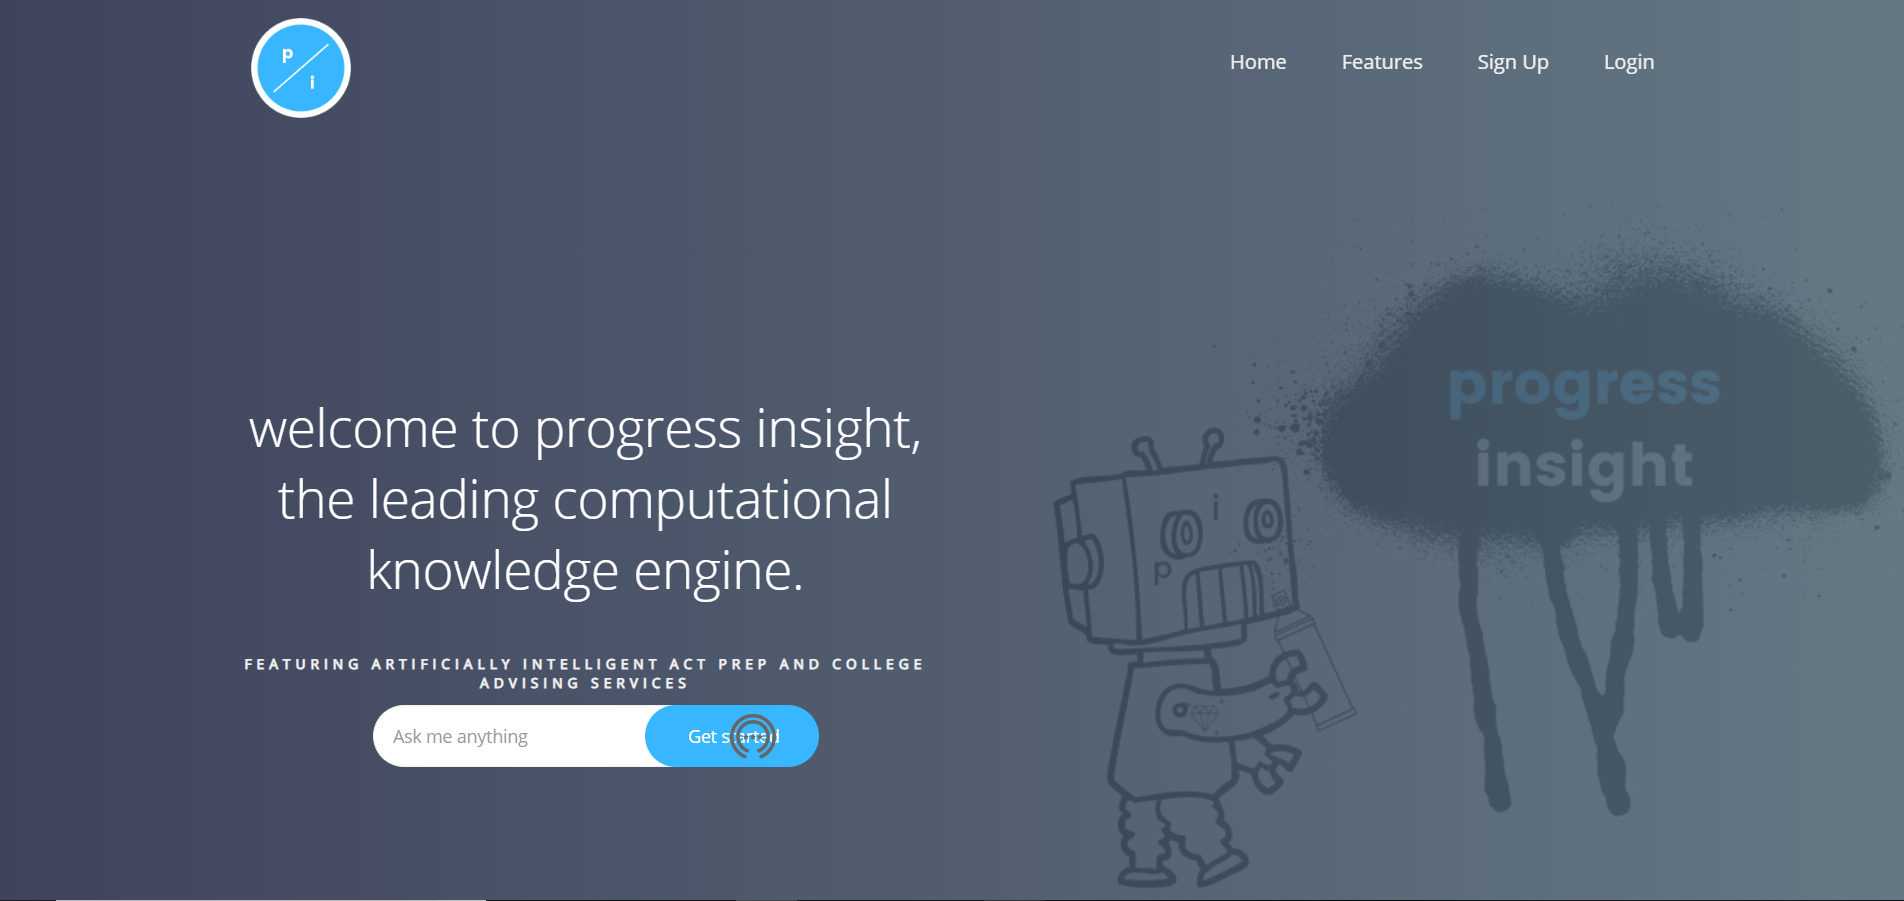 p
i
Home Features Sign Up Login
welcome to progress insight,
the leading computational
knowledge engine.
FEATURING ARTIFICIALLY INTELLIGENT ACT PREP AND COLLEGE
ADVISING SERVICES
Ask me anything Get started
progress
insight
i
p